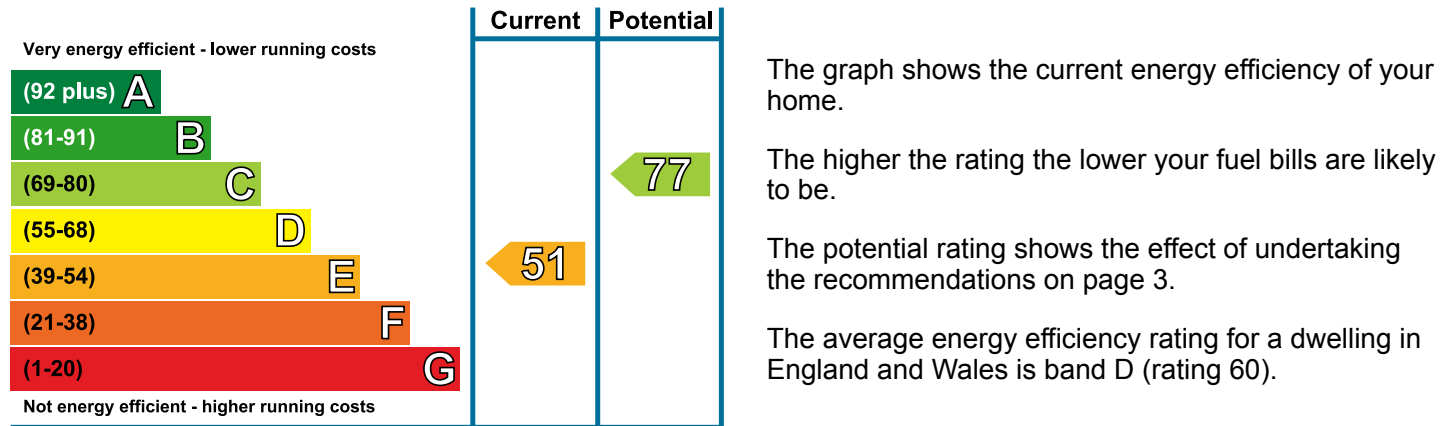 Current Potential
Very energy efficient - lower running costs
(92 plus) A
(81-91) B
(69-80) C
77
(55-68) D
(39-54) E
51
(21-38) F
(1-20) G
Not energy efficient - higher running costs
The graph shows the current energy efficiency of your
home.
The higher the rating the lower your fuel bills are likely
to be.
The potential rating shows the effect of undertaking
the recommendations on page 3.
The average energy efficiency rating for a dwelling in
England and Wales is band D (rating 60).